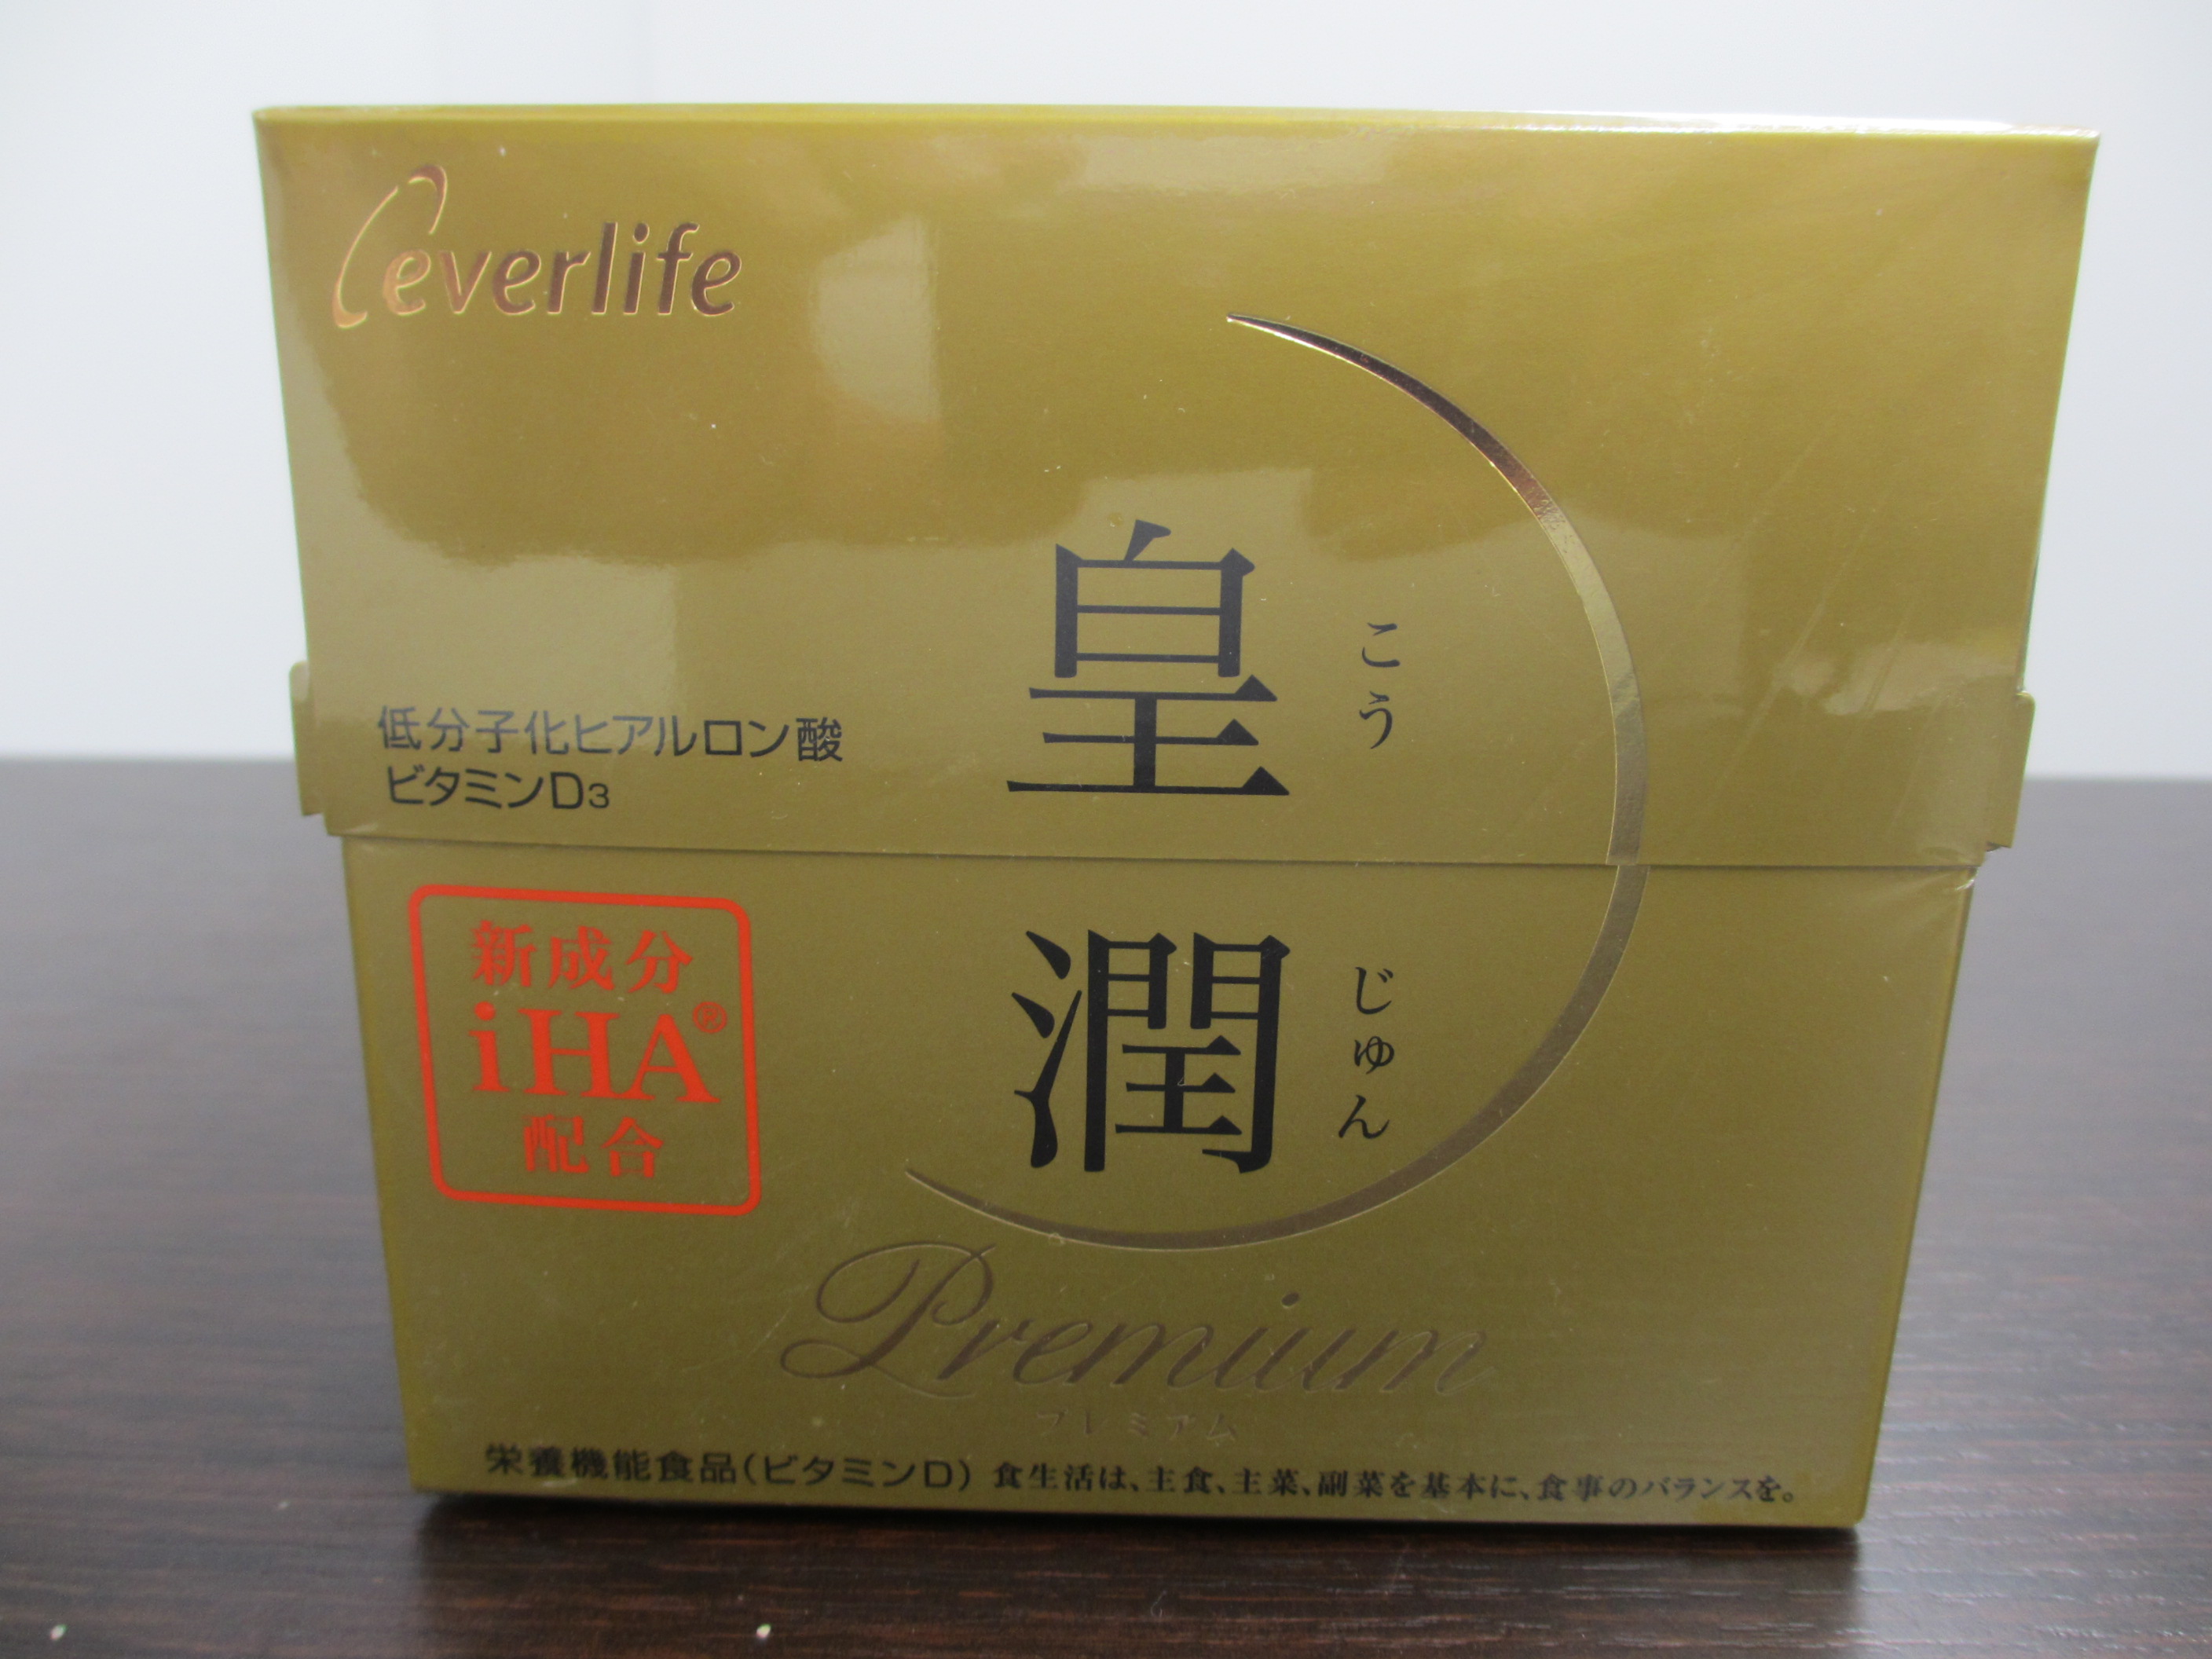 everlife
皇潤
こうじゅん
低分子化ヒアルロン酸
ビタミンD3
新成分
iHA®
配合
Premium
プレミアム
栄養機能食品(ビタミンD) 食生活は、主食、主菜、副菜を基本に、食事のバランスを。